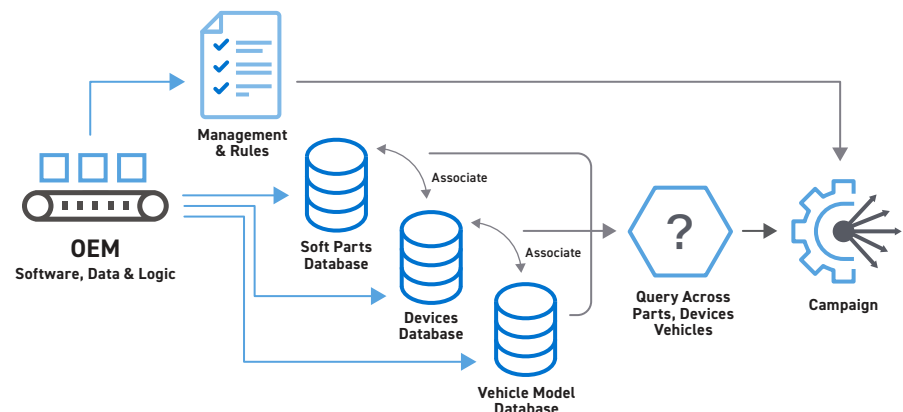 Management
& Rules
OEM
Software, Data & Logic
Soft Parts
Database
Associate
Devices
Database
Associate
Vehicle Model
Database
?
Query Across
Parts, Devices
Vehicles
Campaign